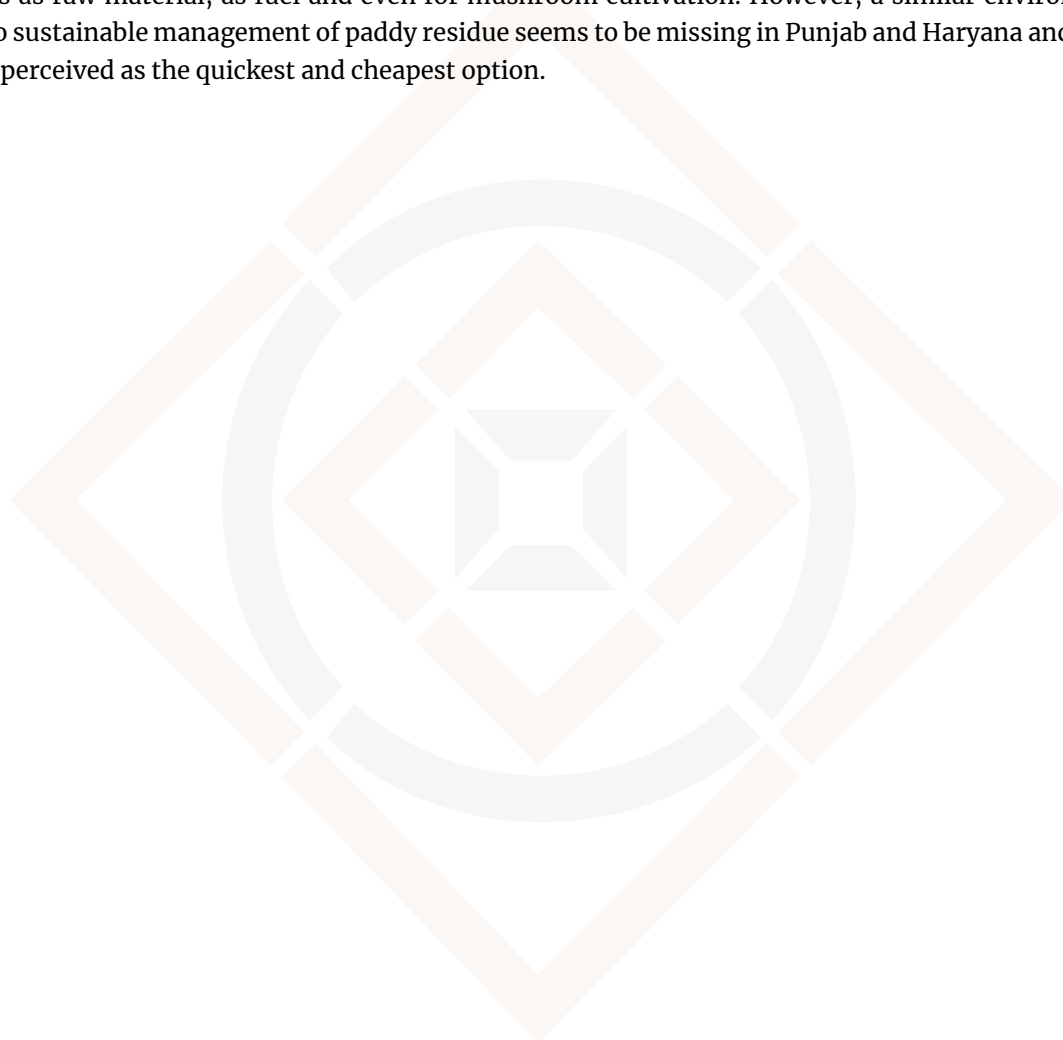 as raw material, as fuel and even for mushroom cultivation. However, a similar
sustainable management of paddy residue seems to be missing in Punjab and Haryana
perceived as the quickest and cheapest option.